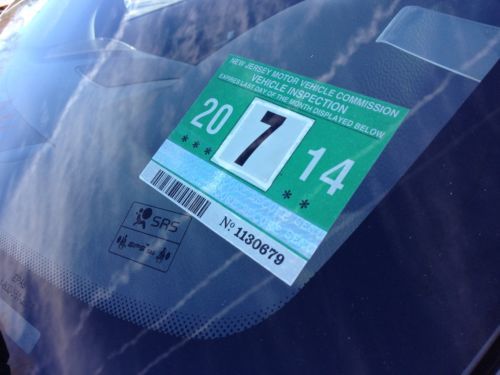 NEW JERSEY MOTOR VEHICLE COMMISSION
VEHICLE INSPECTION
EXPIRES LAST DAY OF THE MONTH DISPLAYED BELOW
20 7 14
*** **
Nº 1130679
SRS